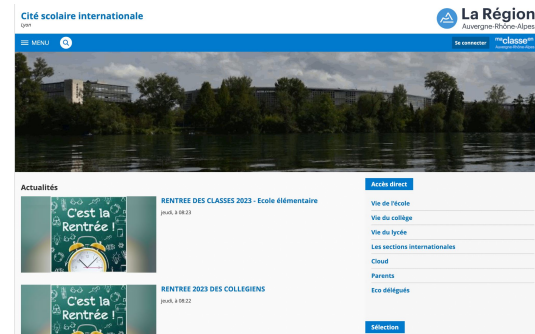 Cité scolaire internationale
Lyon
La Région
Auvergne-Rhône-Alpes
MENU
Se connecter
ma classe en
Auvergne-Rhône-Alpes
Actualités
C'est la
Rentrée !
RENTREE DES CLASSES 2023 - Ecole élémentaire
jeudi, à 08:23
C'est la
Rentrée !
RENTREE 2023 DES COLLEGIENS
jeudi, à 08:22
Accès direct
Vie de l'école
Vie du collège
Vie du lycée
Les sections internationales
Cloud
Parents
Eco délégués
Sélection